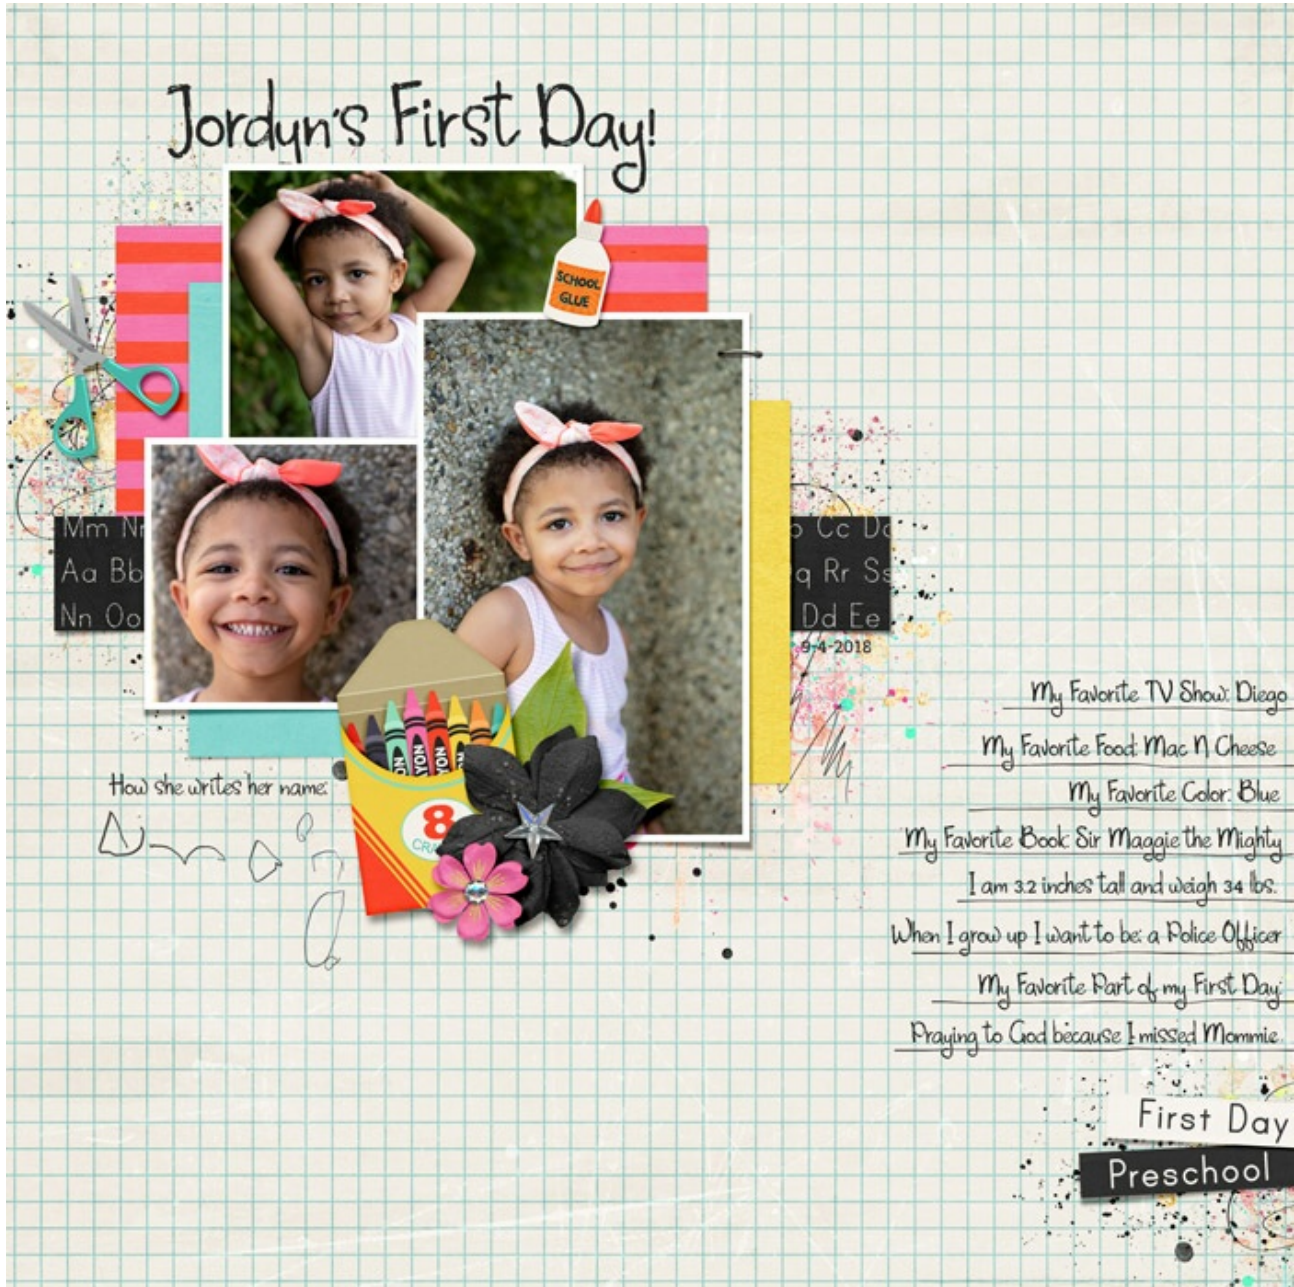 Jordyn's First Day!
SCHOOL
GLUE
Mm
Aa Bb
Nn Oo
Cc
Rr Ss
Dd Ee
9-4-2018
My Favorite TV Show: Diego
My Favorite Food: Mac N Cheese
My Favorite Color: Blue
My Favorite Book: Sir Maggie the Mighty
I am 3.2 inches tall and weigh 34 lbs.
When I grow up I want to be: a Police Officer
My Favorite Part of my First Day:
Praying to God because I missed Mommie.
How she writes her name:
8
First Day
Preschool